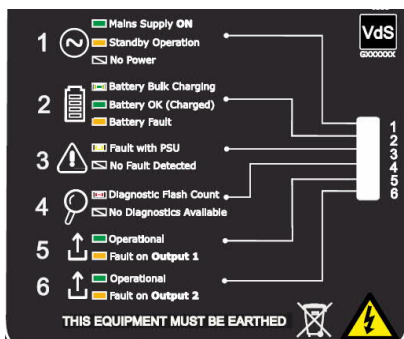 VdS
GXXXXXX
1
Mains Supply ON
Standby Operation
No Power
2
Battery Bulk Charging
Battery OK (Charged)
Battery Fault
3
Fault with PSU
No Fault Detected
4
Diagnostic Flash Count
No Diagnostics Available
5
Operational
Fault on Output 1
6
Operational
Fault on Output 2
1
2
3
4
5
6
THIS EQUIPMENT MUST BE EARTHED